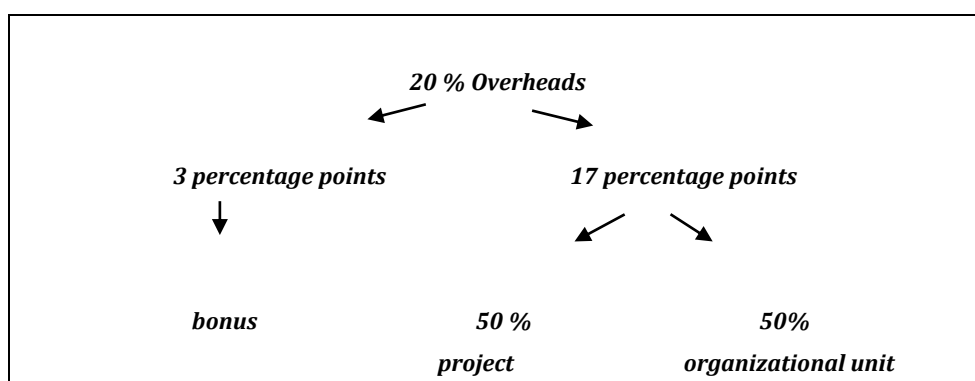 20 % Overheads
3 percentage points 17 percentage points
bonus 50 % 50%
project organizational unit